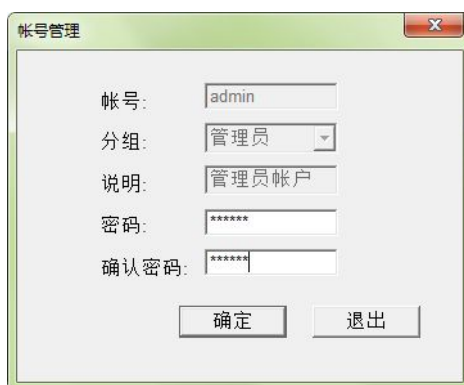 帐号管理
帐号: admin
分组: 管理员
说明: 管理员帐户
密码: ******
确认密码: ******
确定 退出